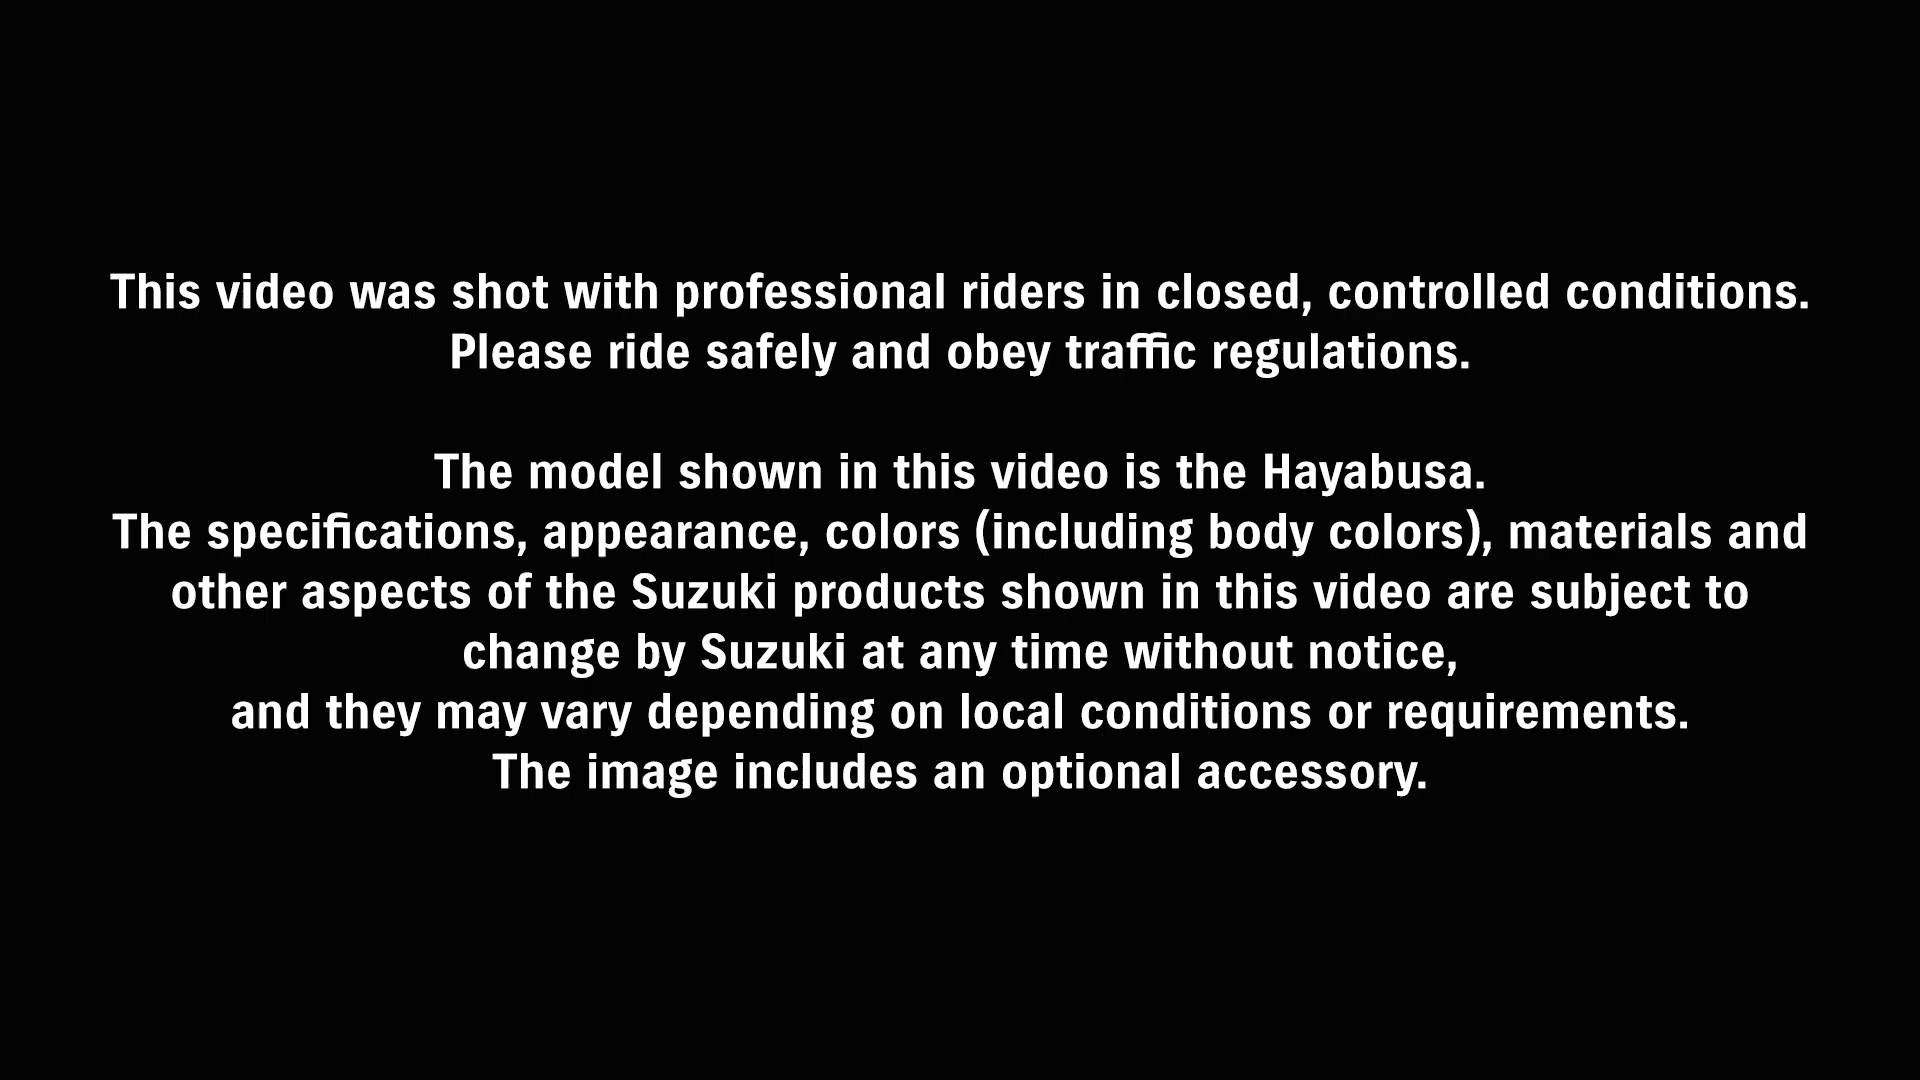 This video was shot with professional riders in closed, controlled conditions.
Please ride safely and obey traffic regulations.
The model shown in this video is the Hayabusa.
The specifications, appearance, colors (including body colors), materials and
other aspects of the Suzuki products shown in this video are subject to
change by Suzuki at any time without notice,
and they may vary depending on local conditions or requirements.
The image includes an optional accessory.